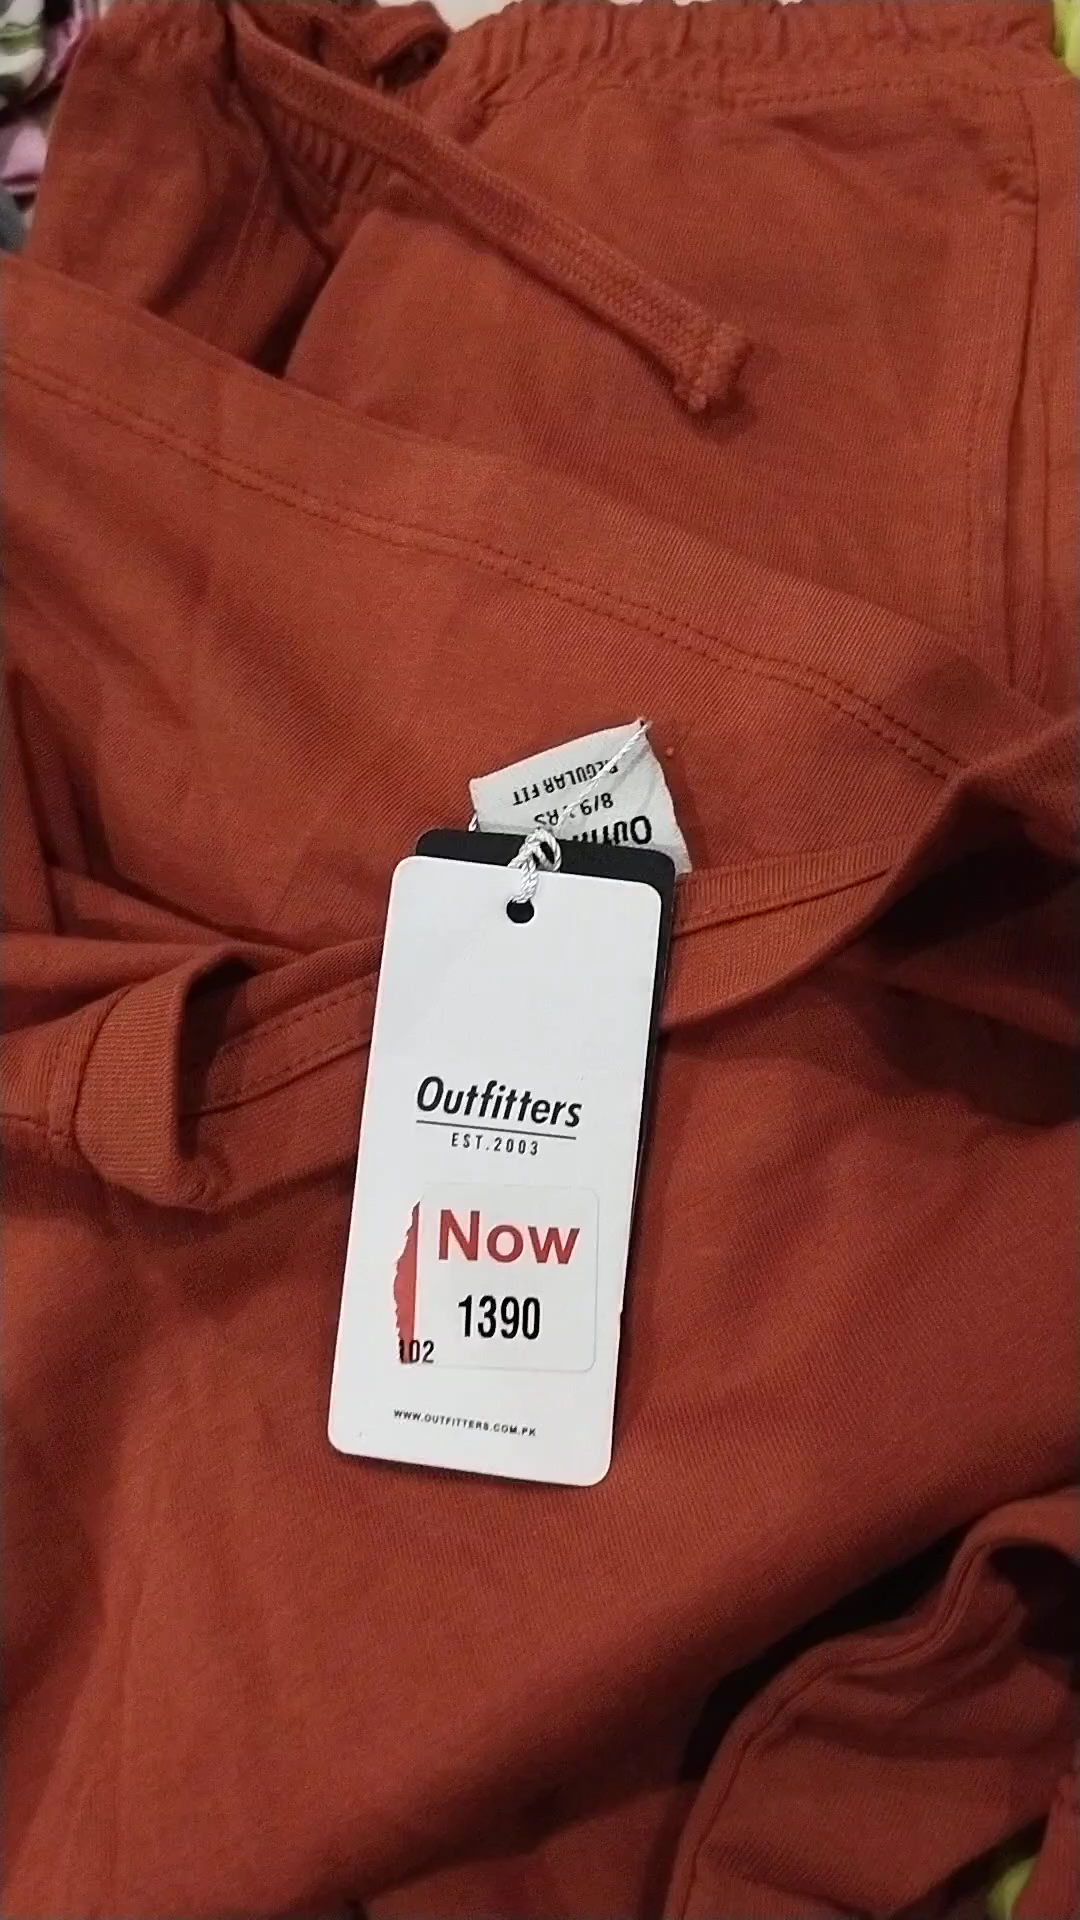 REGULAR FIT
8/9 YRS
Outfitters
EST.2003
Now
1390
102
WWW.OUTFITTERS.COM.PK